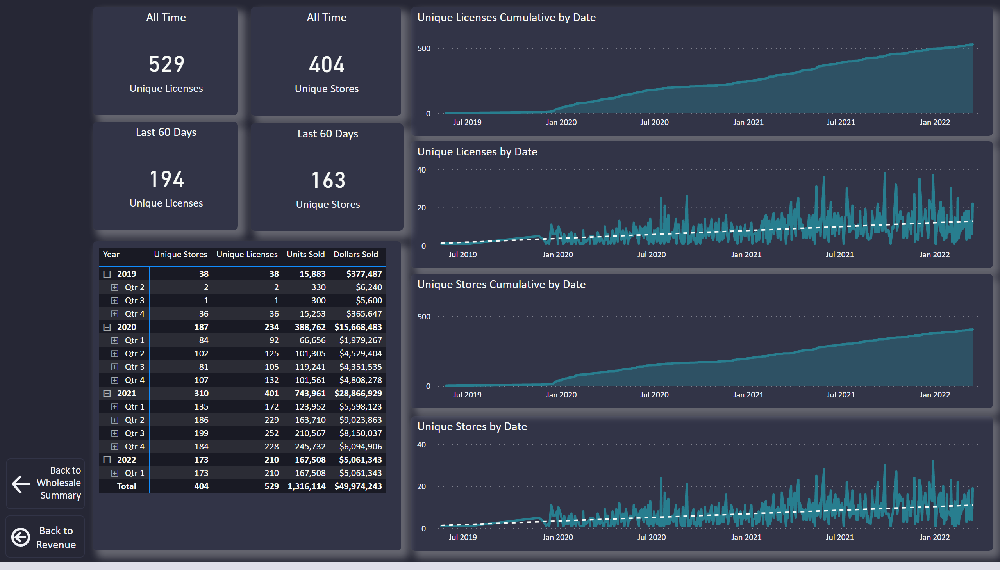 All Time
529
Unique Licenses
All Time
404
Unique Stores
Last 60 Days
194
Unique Licenses
Last 60 Days
163
Unique Stores
Year Unique Stores Unique Licenses Units Sold Dollars Sold
2019 38 38 15,883 $377,487
Qtr 2 2 2 330 $6,240
Qtr 3 1 1 300 $5,600
Qtr 4 36 36 15,253 $365,647
2020 187 234 388,762 $15,668,483
Qtr 1 84 92 66,656 $1,979,267
Qtr 2 102 125 101,305 $4,529,404
Qtr 3 81 105 119,241 $4,351,535
Qtr 4 107 132 101,561 $4,808,278
2021 310 401 743,961 $28,866,929
Qtr 1 135 172 123,952 $5,598,123
Qtr 2 186 229 163,710 $9,023,863
Qtr 3 199 252 210,567 $8,150,037
Qtr 4 184 228 245,732 $6,094,906
2022 173 210 167,508 $5,061,343
Qtr 1 173 210 167,508 $5,061,343
Total 404 529 1,316,114 $49,974,243
Back to
Wholesale
Summary
Back to
Revenue
Unique Licenses Cumulative by Date
500
0
Jul 2019 Jan 2020 Jul 2020 Jan 2021 Jul 2021 Jan 2022
Unique Licenses by Date
40
20
0
Jul 2019 Jan 2020 Jul 2020 Jan 2021 Jul 2021 Jan 2022
Unique Stores Cumulative by Date
500
0
Jul 2019 Jan 2020 Jul 2020 Jan 2021 Jul 2021 Jan 2022
Unique Stores by Date
40
20
0
Jul 2019 Jan 2020 Jul 2020 Jan 2021 Jul 2021 Jan 2022